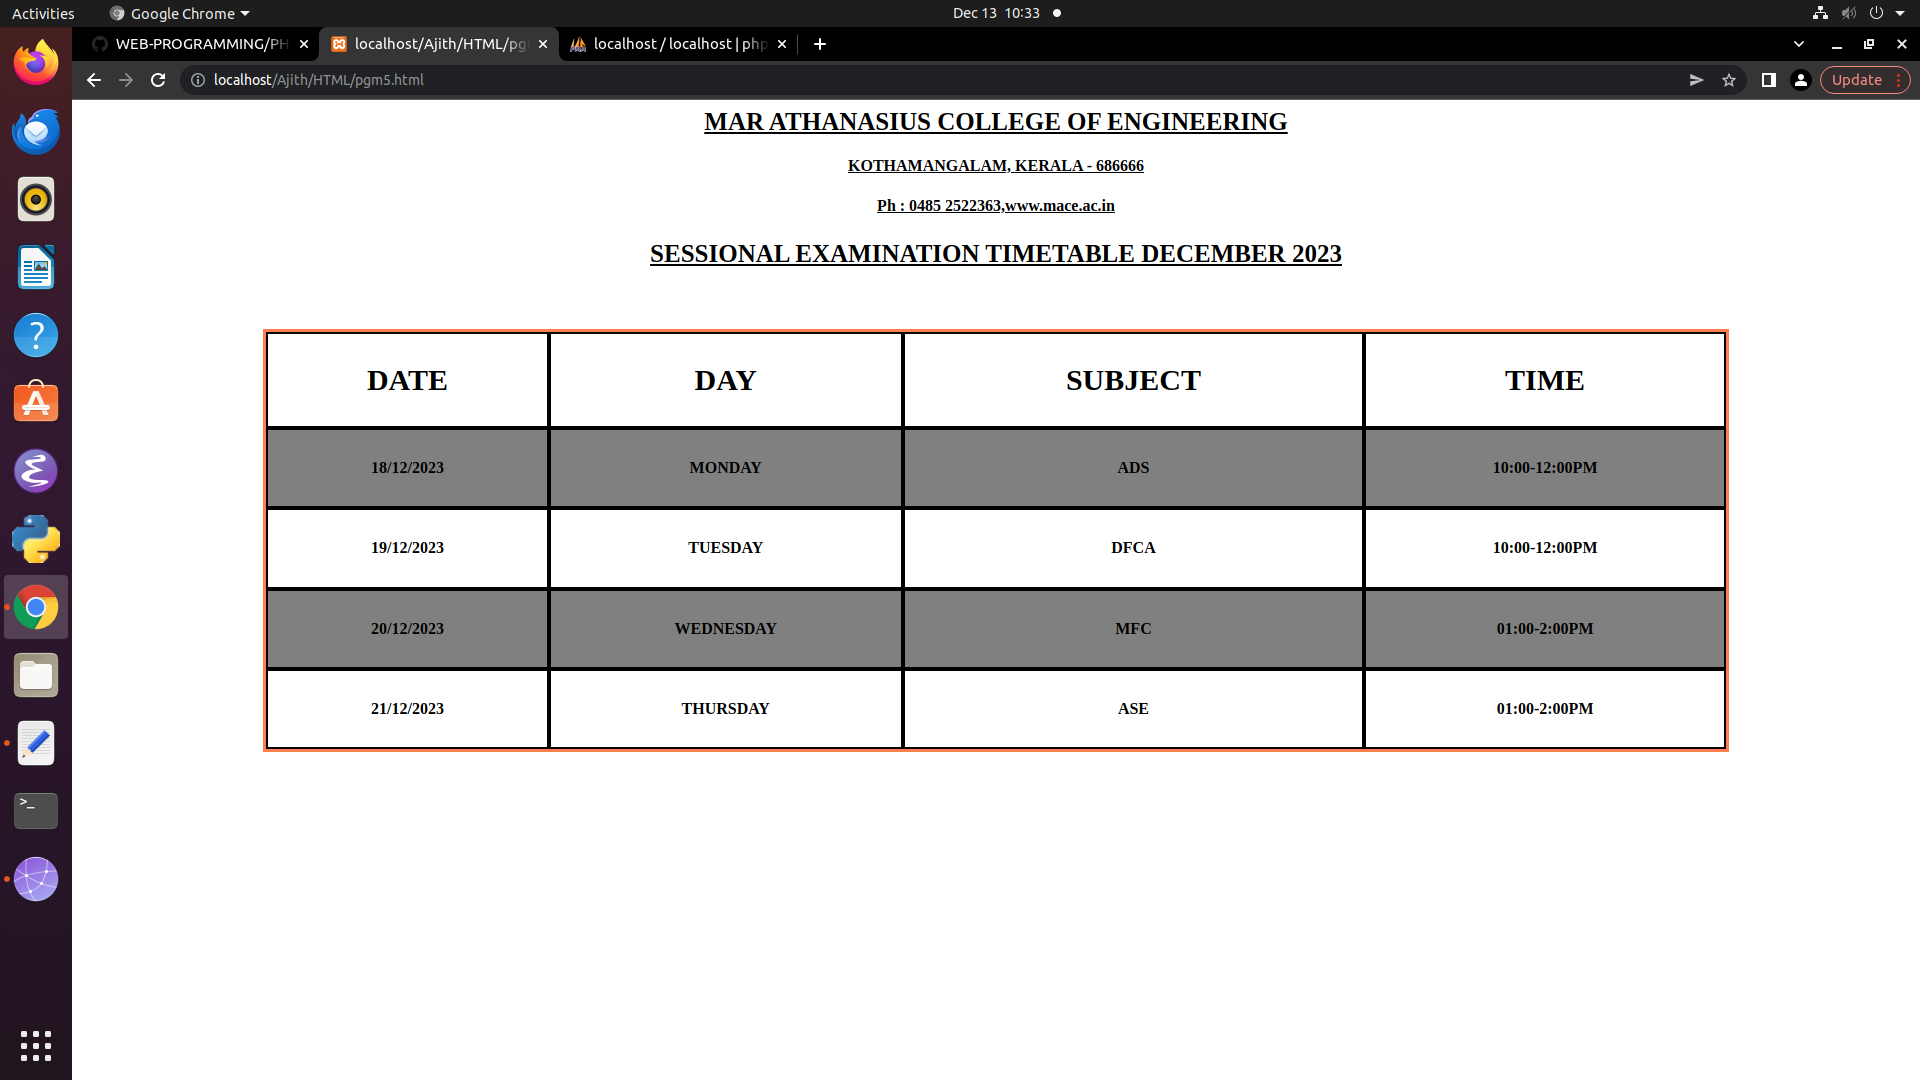 Activities Google Chrome Dec 13 10:33
WEB-PROGRAMMING/PH localhost/Ajith/HTML/pg localhost / localhost | php
localhost/Ajith/HTML/pgm5.html Update
MAR ATHANASIUS COLLEGE OF ENGINEERING
KOTHAMANGALAM, KERALA - 686666
Ph : 0485 2522363,www.mace.ac.in
SESSIONAL EXAMINATION TIMETABLE DECEMBER 2023
DATE DAY SUBJECT TIME
18/12/2023 MONDAY ADS 10:00-12:00PM
19/12/2023 TUESDAY DFCA 10:00-12:00PM
20/12/2023 WEDNESDAY MFC 01:00-2:00PM
21/12/2023 THURSDAY ASE 01:00-2:00PM